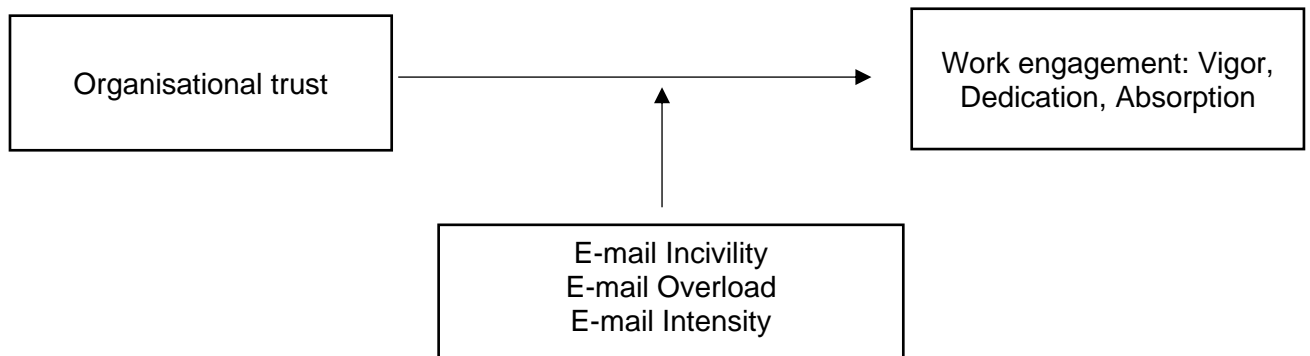 Organisational trust
Work engagement: Vigor,
Dedication, Absorption
E-mail Incivility
E-mail Overload
E-mail Intensity